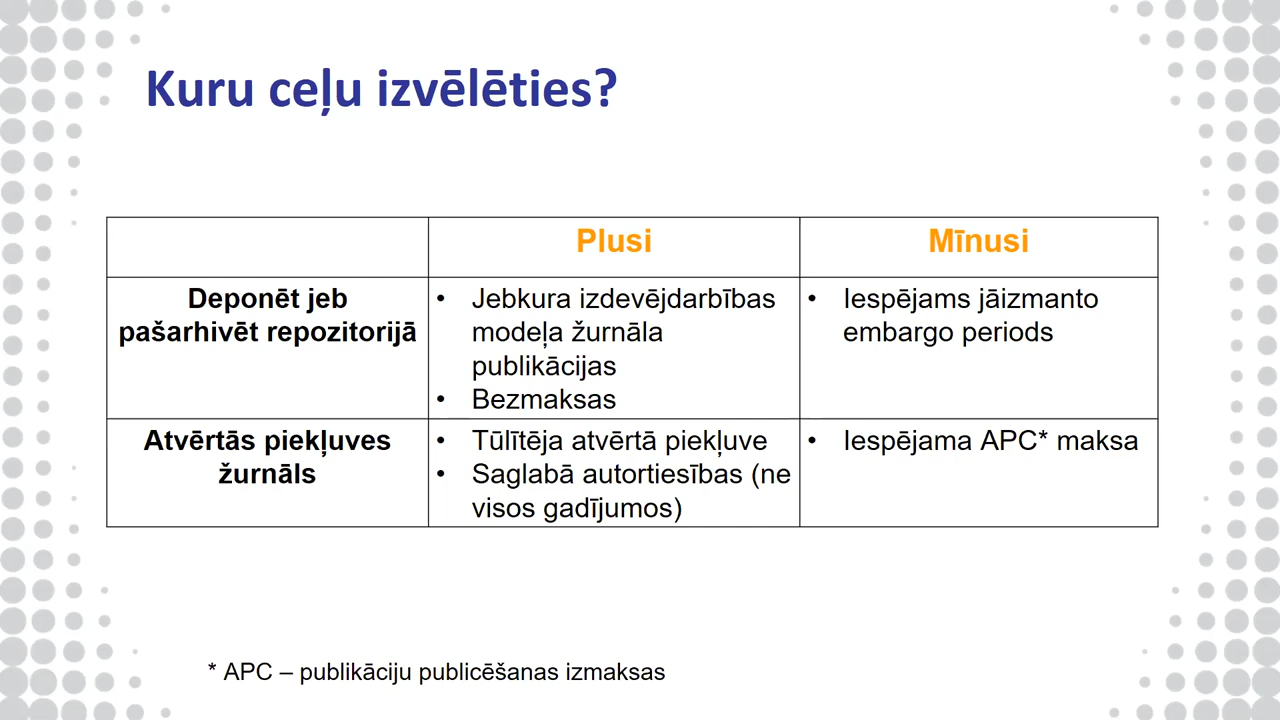 Kuru ceļu izvēlēties?
Plusi
Mīnusi
Deponēt jeb
pašarhivēt repozitorijā
• Jebkura izdevējdarbības
modeļa žurnāla
publikācijas
• Bezmaksas
• Iespējams jāizmanto
embargo periods
Atvērtās piekļuves
žurnāls
• Tūlītēja atvērtā piekļuve
• Saglabā autortiesības (ne
visos gadījumos)
• Iespējama APC* maksa
* APC – publikāciju publicēšanas izmaksas